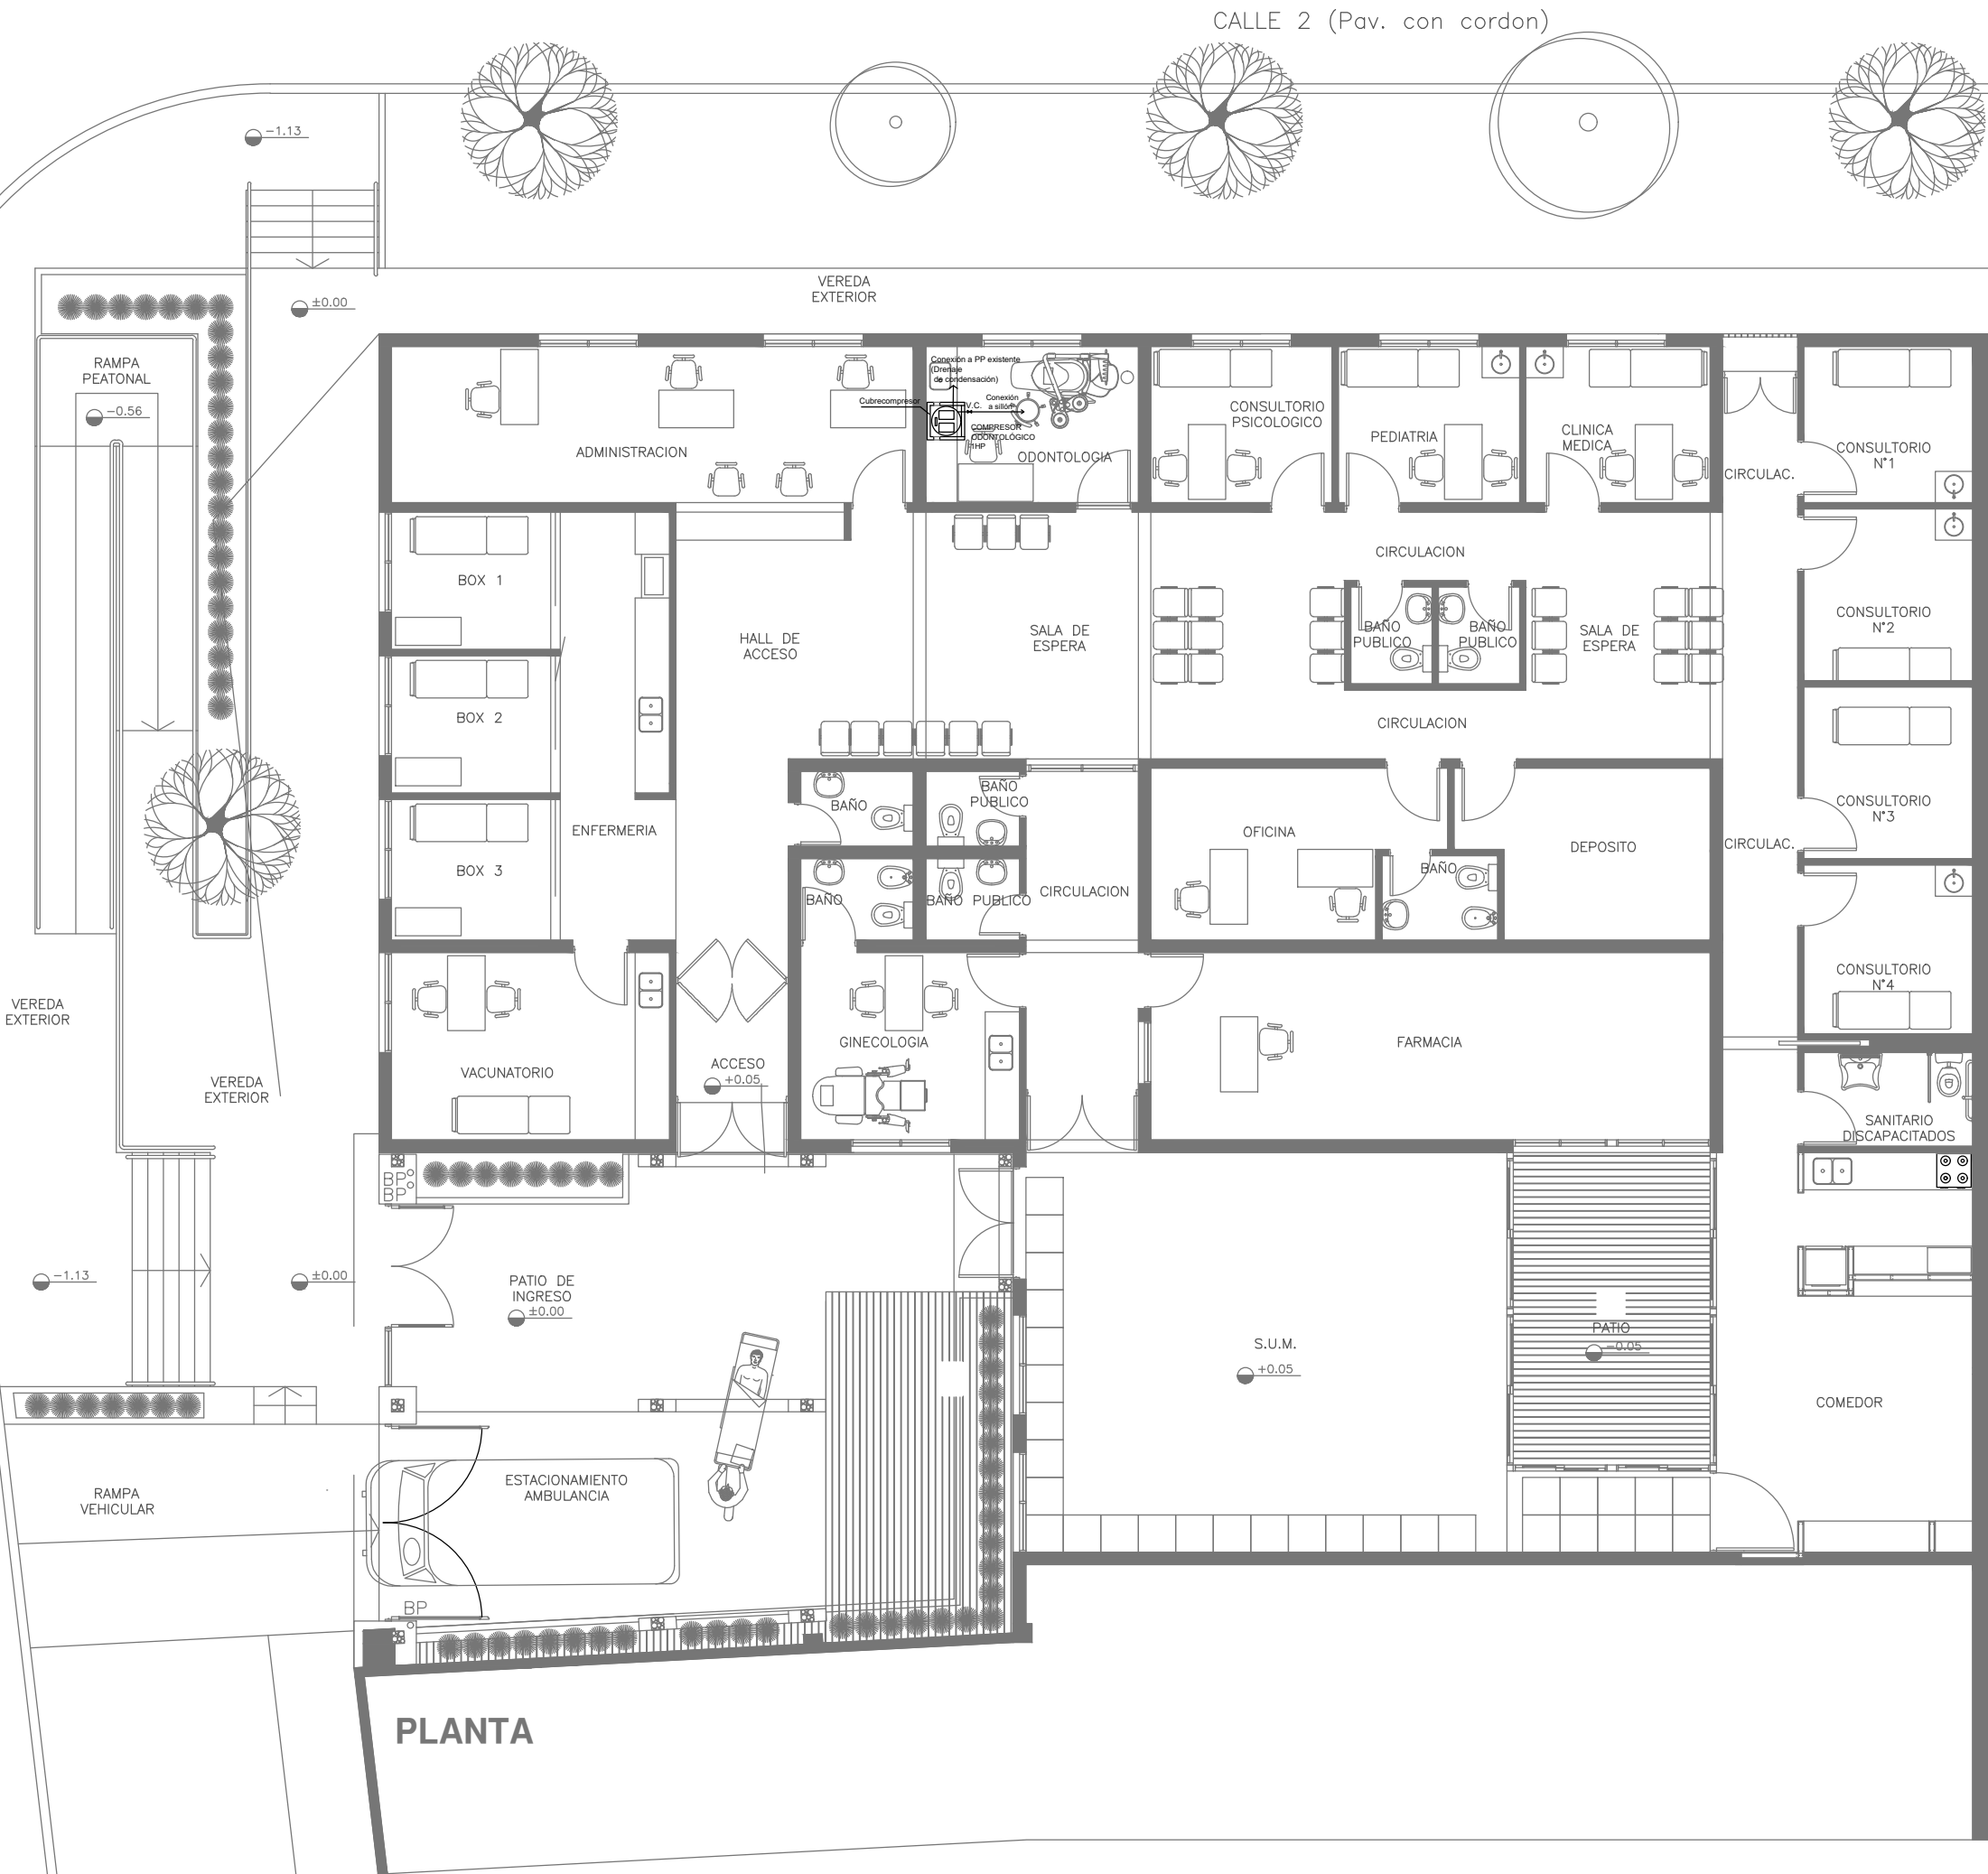 CALLE 2 (Pav. con cordon)
-1.13
±0.00
VEREDA
EXTERIOR
RAMPA
PEATONAL
-0.56
ADMINISTRACION
Conexión a PP existente
(Drenaje
de condensación)
Cubrecompresor
V.C.
Conexión
a sillón
COMPRESOR
ODONTOLÓGICO
1HP
ODONTOLOGIA
CONSULTORIO
PSICOLOGICO
PEDIATRIA
CLINICA
MEDICA
CIRCULAC.
CONSULTORIO
N°1
BOX 1
CIRCULACION
HALL DE
ACCESO
SALA DE
ESPERA
BAÑO
PUBLICO
BAÑO
PUBLICO
SALA DE
ESPERA
CONSULTORIO
N°2
BOX 2
CIRCULACION
BAÑO
BAÑO
PUBLICO
ENFERMERIA
OFICINA
DEPOSITO
CIRCULAC.
CONSULTORIO
N°3
BOX 3
BAÑO
BAÑO PUBLICO
CIRCULACION
BAÑO
CONSULTORIO
N°4
VEREDA
EXTERIOR
VEREDA
EXTERIOR
VACUNATORIO
ACCESO
+0.05
GINECOLOGIA
FARMACIA
SANITARIO
DISCAPACITADOS
BP
BP
-1.13
±0.00
PATIO DE
INGRESO
±0.00
S.U.M.
+0.05
PATIO
-0.05
COMEDOR
RAMPA
VEHICULAR
ESTACIONAMIENTO
AMBULANCIA
BP
PLANTA